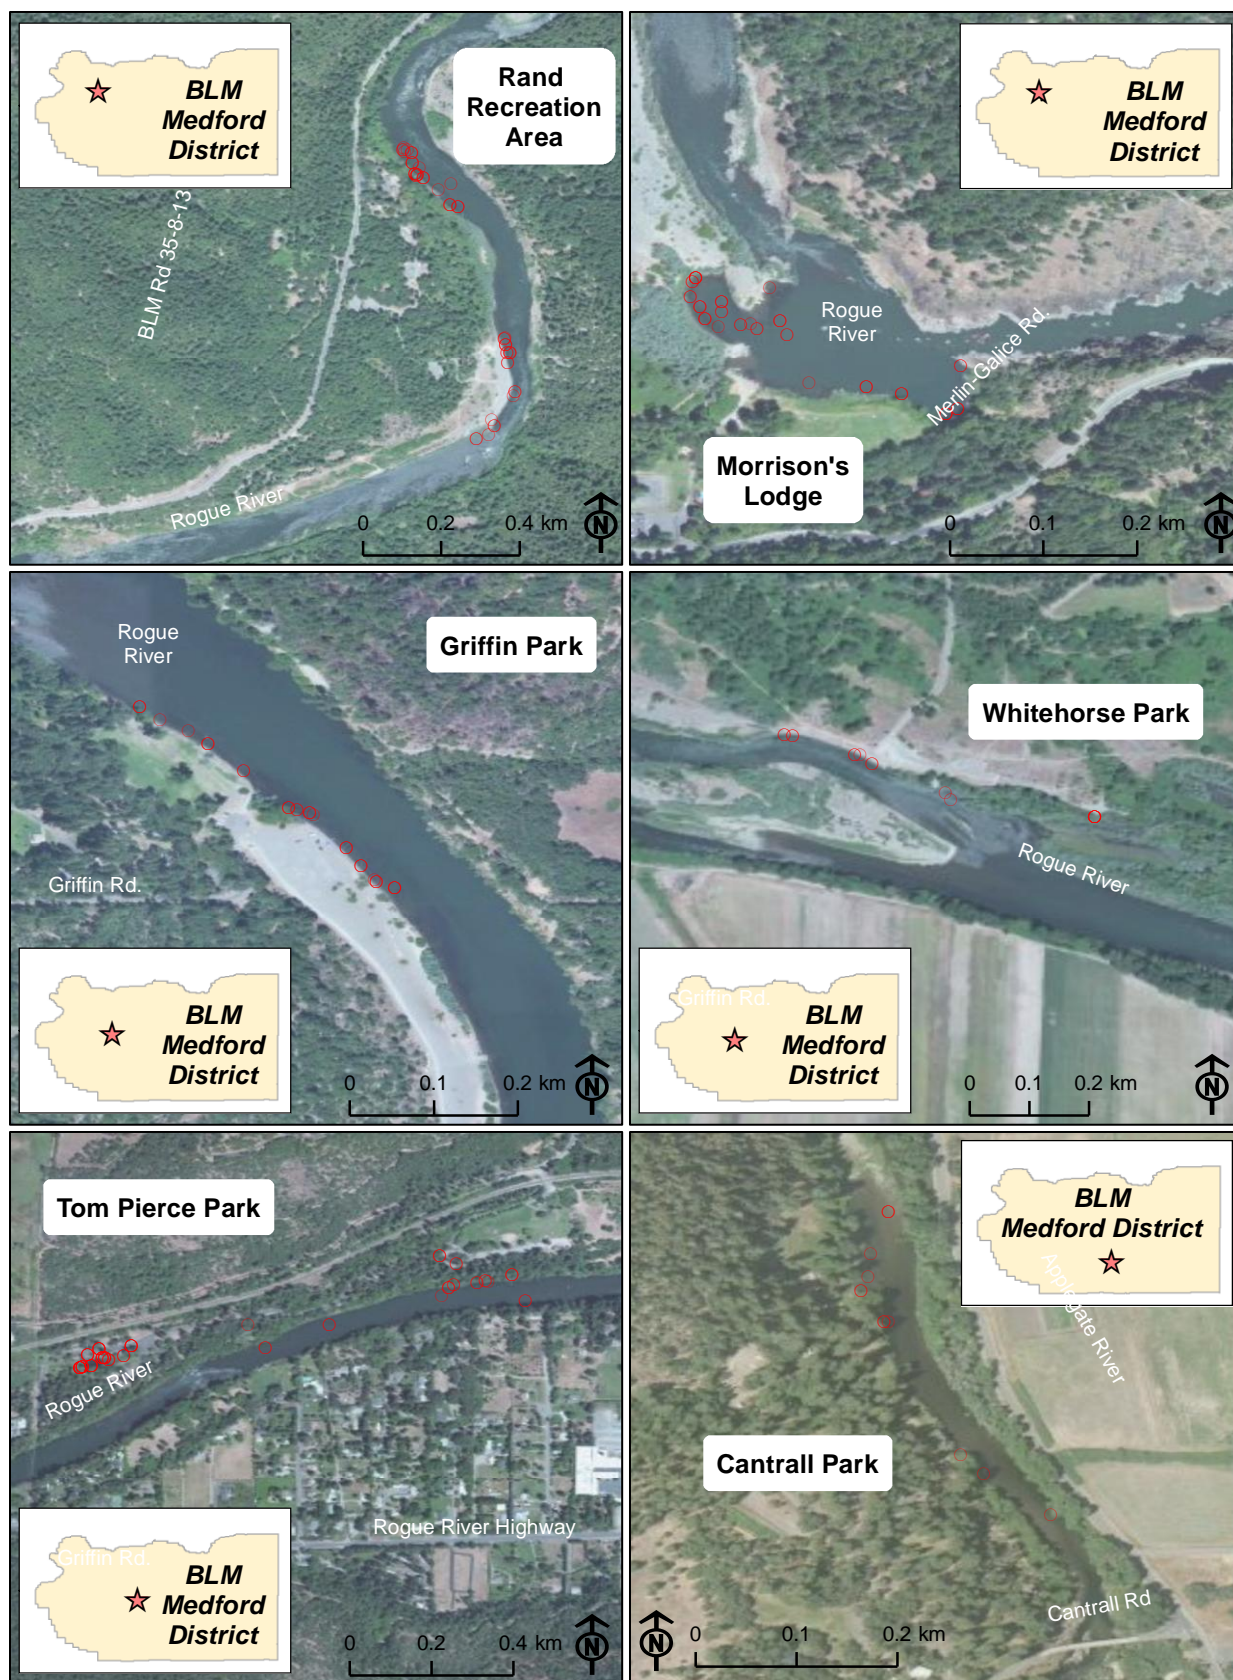 BLM
Medford
District
Rand
Recreation
Area
BLM Rd 35-8-13
Rogue River
0 0.2 0.4 km
N
BLM
Medford
District
Rogue
River
Merlin-Galice Rd.
Morrison's
Lodge
0 0.1 0.2 km
N
Rogue
River
Griffin Park
Griffin Rd.
BLM
Medford
District
0 0.1 0.2 km
N
Whitehorse Park
Rogue River
Griffin Rd.
BLM
Medford
District
0 0.1 0.2 km
N
Tom Pierce Park
Rogue River
Rogue River Highway
Griffin Rd.
BLM
Medford
District
0 0.2 0.4 km
N
BLM
Medford District
Applegate River
Cantrall Park
Cantrall Rd
N
0 0.1 0.2 km